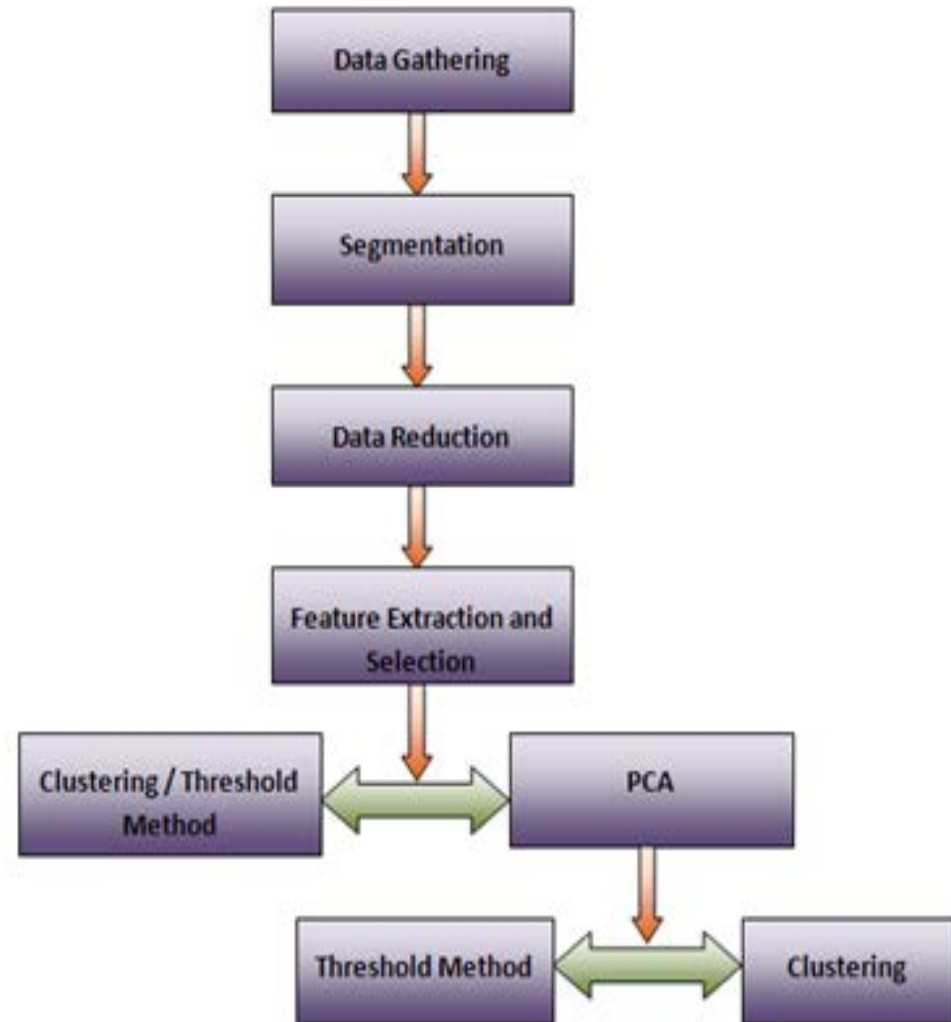 Data Gathering
Segmentation
Data Reduction
Feature Extraction and
Selection
Clustering / Threshold
Method
PCA
Threshold Method
Clustering